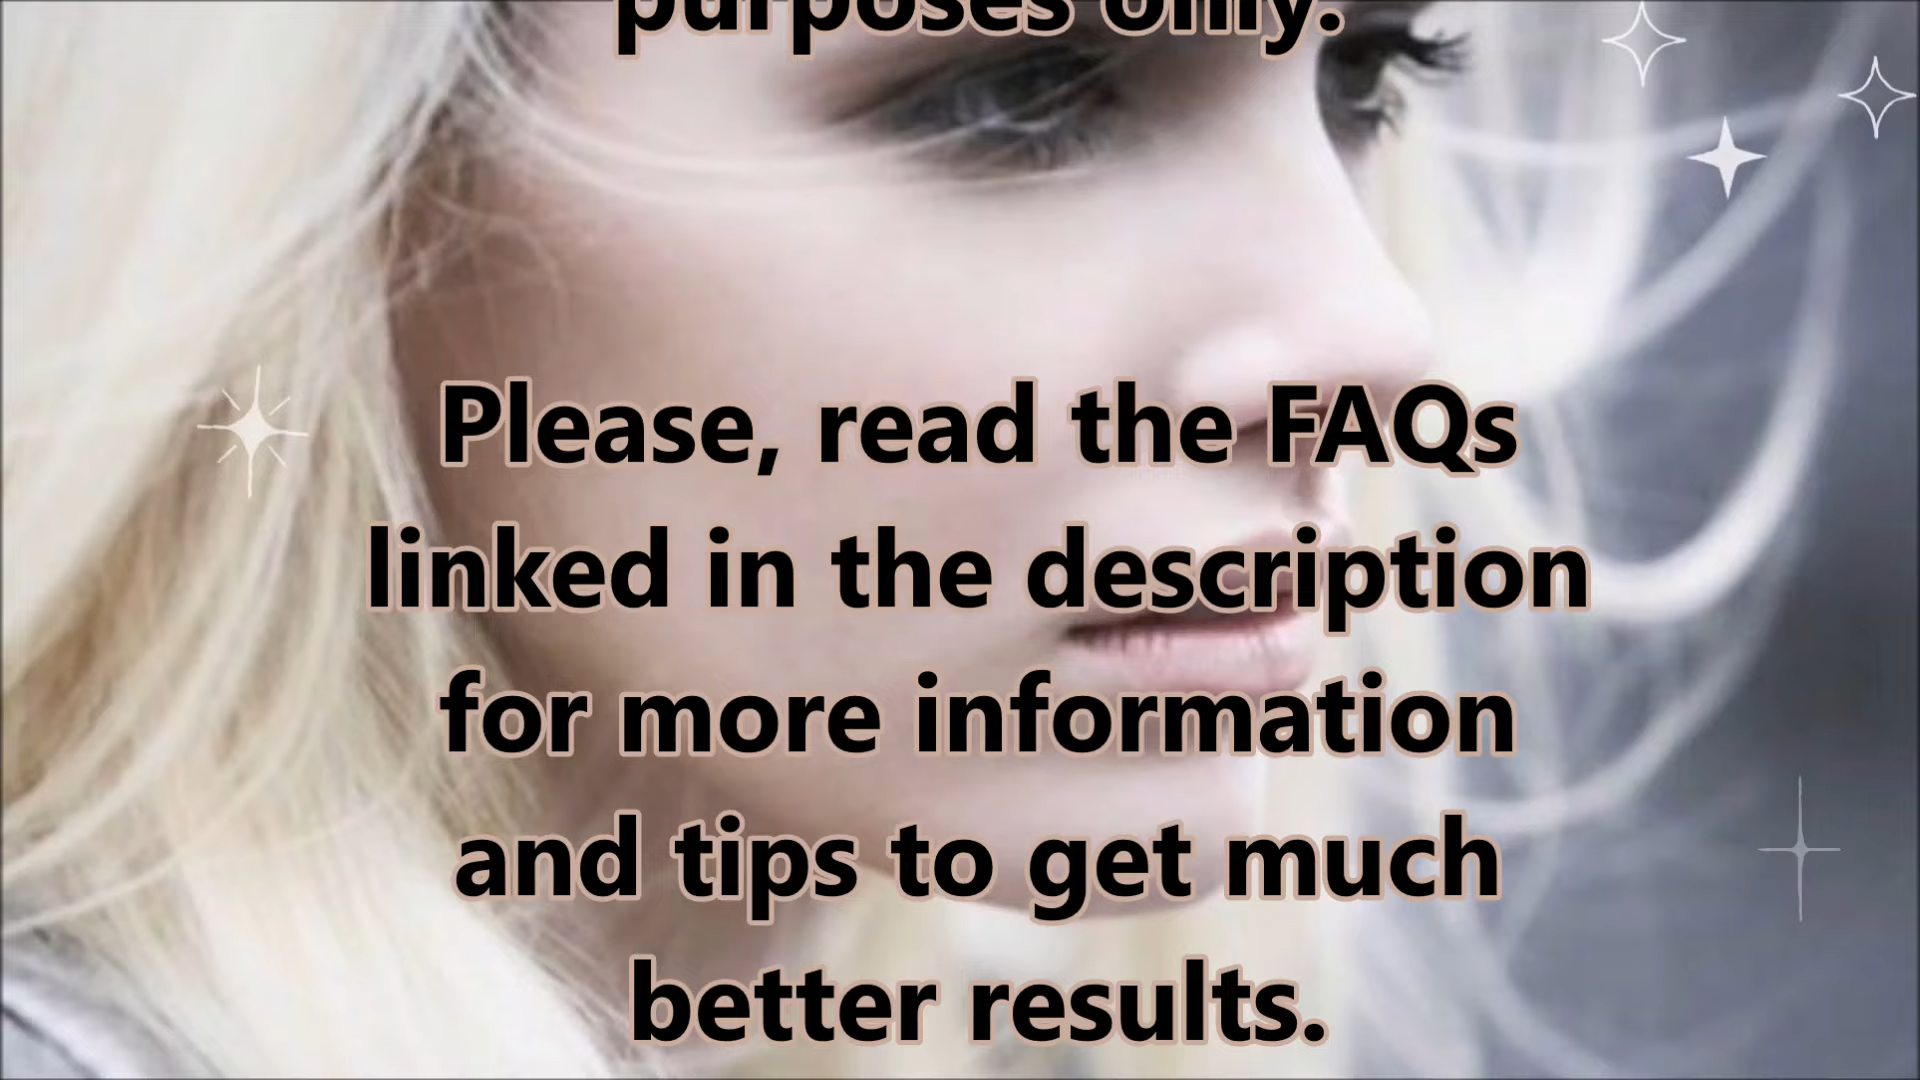 purposes only.
Please, read the FAQs
linked in the description
for more information
and tips to get much
better results.